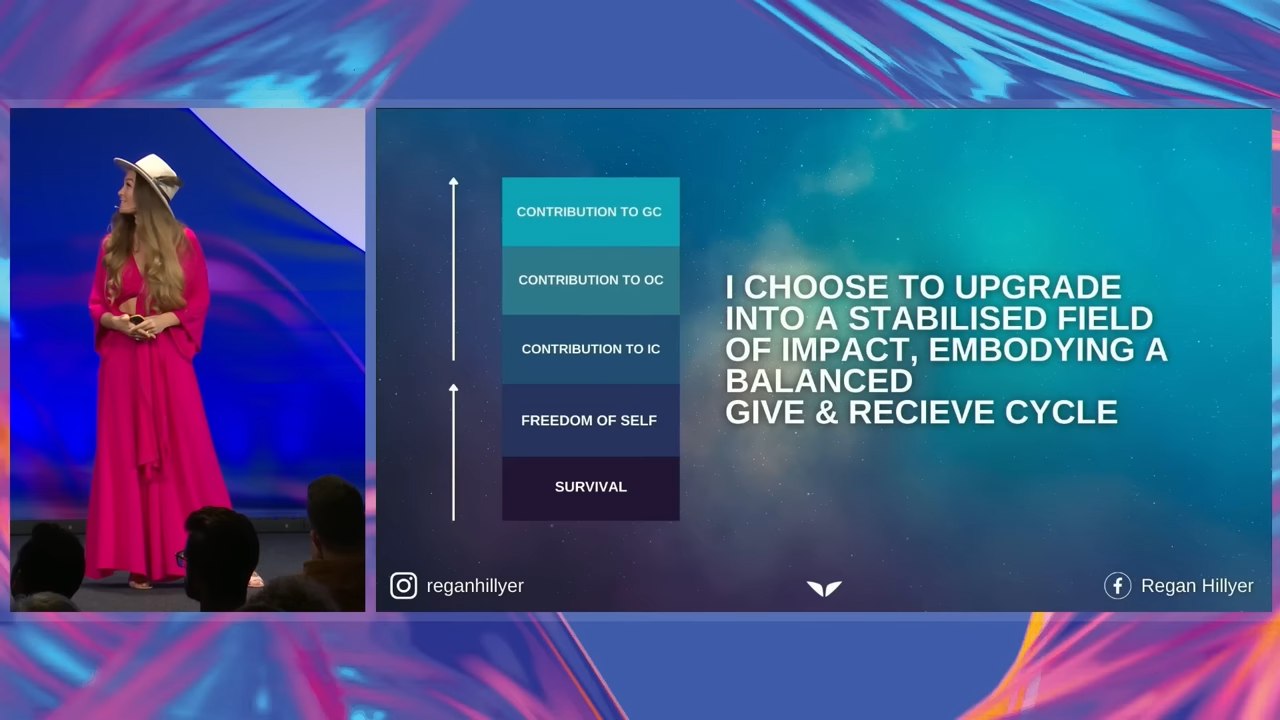 CONTRIBUTION TO GC
CONTRIBUTION TO OC
CONTRIBUTION TO IC
FREEDOM OF SELF
SURVIVAL
I CHOOSE TO UPGRADE
INTO A STABILISED FIELD
OF IMPACT, EMBODYING A
BALANCED
GIVE & RECIEVE CYCLE
reganhillyer
Regan Hillyer